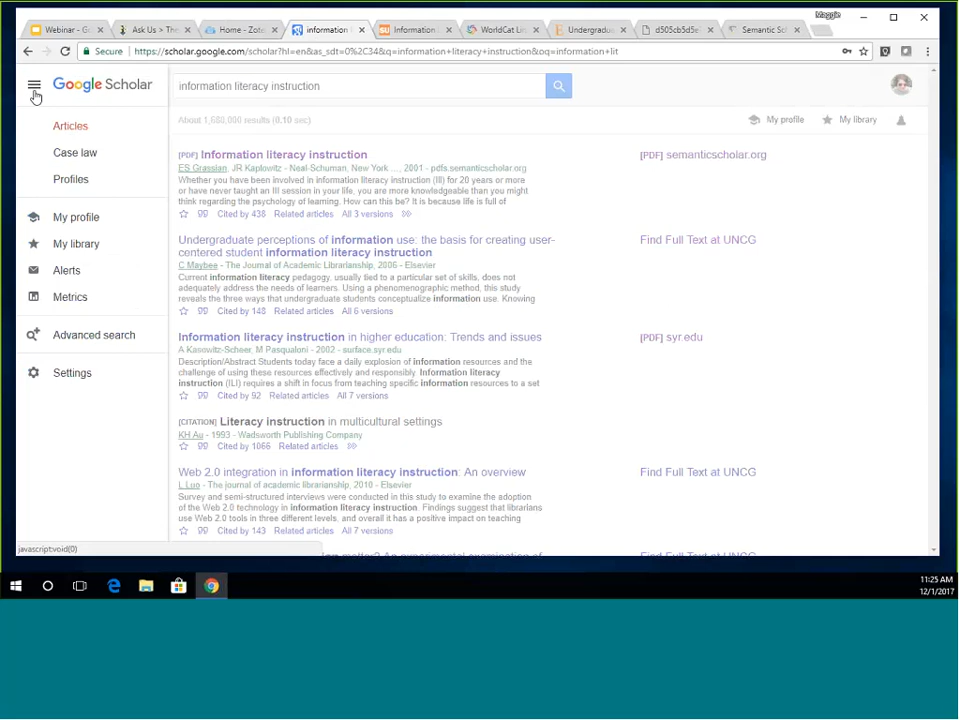 Maggie
Webinar - Go
Ask Us > The
Home - Zote
information l
Information.
WorldCat Li
Undergradu
d505cb5d5e
Semantic Sc
Secure
https://scholar.google.com/scholar?hl=en&as_sdt=0%2C34&q=information+literacy+instruction&oq=information+lit
Google Scholar
information literacy instruction
About 1,680,000 results (0.10 sec)
My profile
My library
Articles
Case law
Profiles
My profile
My library
Alerts
Metrics
Advanced search
Settings
[PDF] Information literacy instruction
[PDF] semanticscholar.org
ES Grassian, JR Kaplowitz - Neal-Schuman, New York …, 2001 - pdfs.semanticscholar.org
Whether you have been involved in information literacy instruction (ILI) for 20 years or more
or have never taught an ILI session in your life, you are more knowledgeable than you might
think regarding the psychology of learning. How can this be? It is because life is full of
Cited by 438 Related articles All 3 versions
Undergraduate perceptions of information use: the basis for creating user-
centered student information literacy instruction
Find Full Text at UNCG
C Maybee - The Journal of Academic Librarianship, 2006 - Elsevier
Current information literacy pedagogy, usually tied to a particular set of skills, does not
adequately address the needs of learners. Using a phenomenographic method, this study
reveals the three ways that undergraduate students conceptualize information use. Knowing
Cited by 148 Related articles All 6 versions
Information literacy instruction in higher education: Trends and issues
[PDF] syr.edu
A Kasowitz-Scheer, M Pasqualoni - 2002 - surface.syr.edu
Description/Abstract Students today face a daily explosion of information resources and the
challenge of using these resources effectively and responsibly. Information literacy
instruction (ILI) requires a shift in focus from teaching specific information resources to a set
Cited by 92 Related articles All 7 versions
[CITATION] Literacy instruction in multicultural settings
KH Au - 1993 - Wadsworth Publishing Company
Cited by 1066 Related articles
Web 2.0 integration in information literacy instruction: An overview
Find Full Text at UNCG
L Luo - The journal of academic librarianship, 2010 - Elsevier
Survey and semi-structured interviews were conducted in this study to examine the adoption
of the Web 2.0 technology in information literacy instruction. Findings suggest that librarians
use Web 2.0 tools in three different levels, and overall it has a positive impact on teaching
Cited by 143 Related articles All 7 versions
matter? An experimental examination of
Find Full Text at UNCG
javascript:void(0)
11:25 AM
12/1/2017